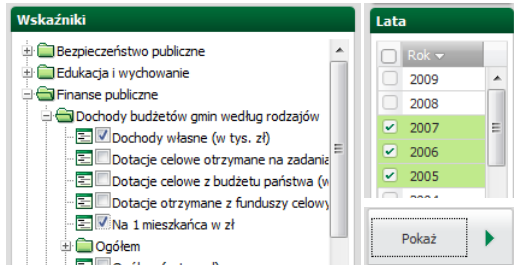 Wskaźniki
Bezpieczeństwo publiczne
Edukacja i wychowanie
Finanse publiczne
Dochody budżetów gmin według rodzajów
Dochody własne (w tys. zł)
Dotacje celowe otrzymane na zadania
Dotacje celowe z budżetu państwa (w
Dotacje otrzymane z funduszy celowy
Na 1 mieszkańca w zł
Ogółem
Lata
Rok
2009
2008
2007
2006
2005
Pokaż